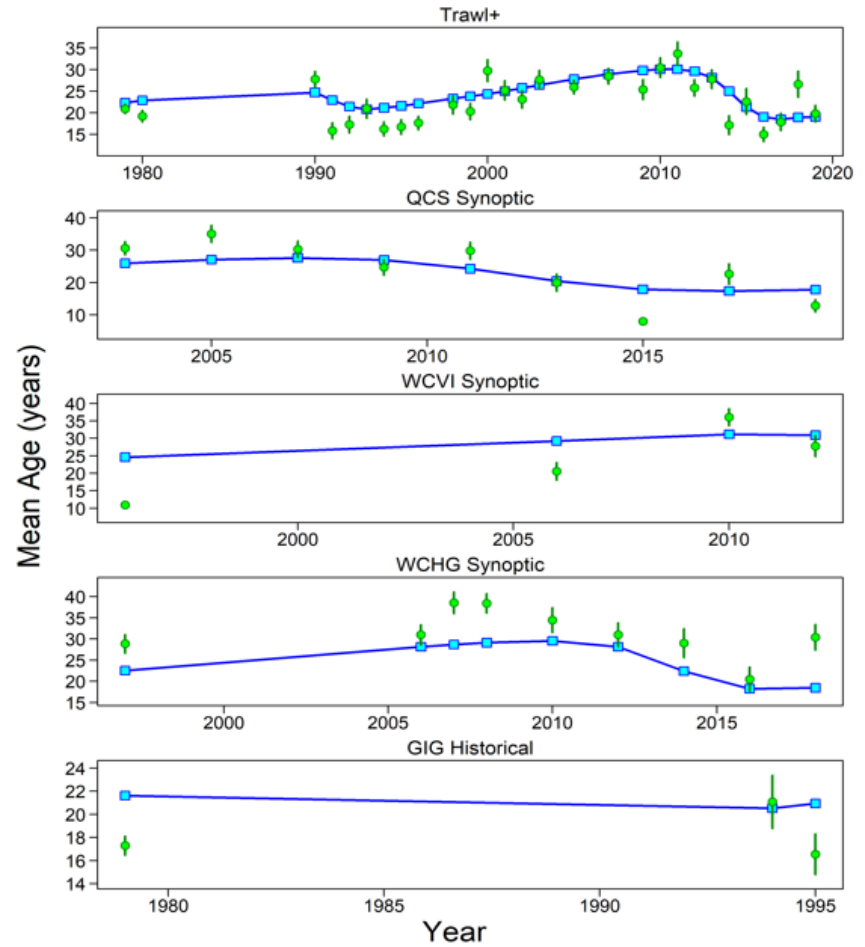 Trawl+
35
30
25
20
15
1980 1990 2000 2010 2020
QCS Synoptic
40
30
20
10
2005 2010 2015
WCVI Synoptic
40
35
30
25
20
15
10
2000 2005 2010
WCHG Synoptic
40
35
30
25
20
15
2000 2005 2010 2015
GIG Historical
24
22
20
18
16
14
1980 1985 1990 1995
Mean Age (years)
Year